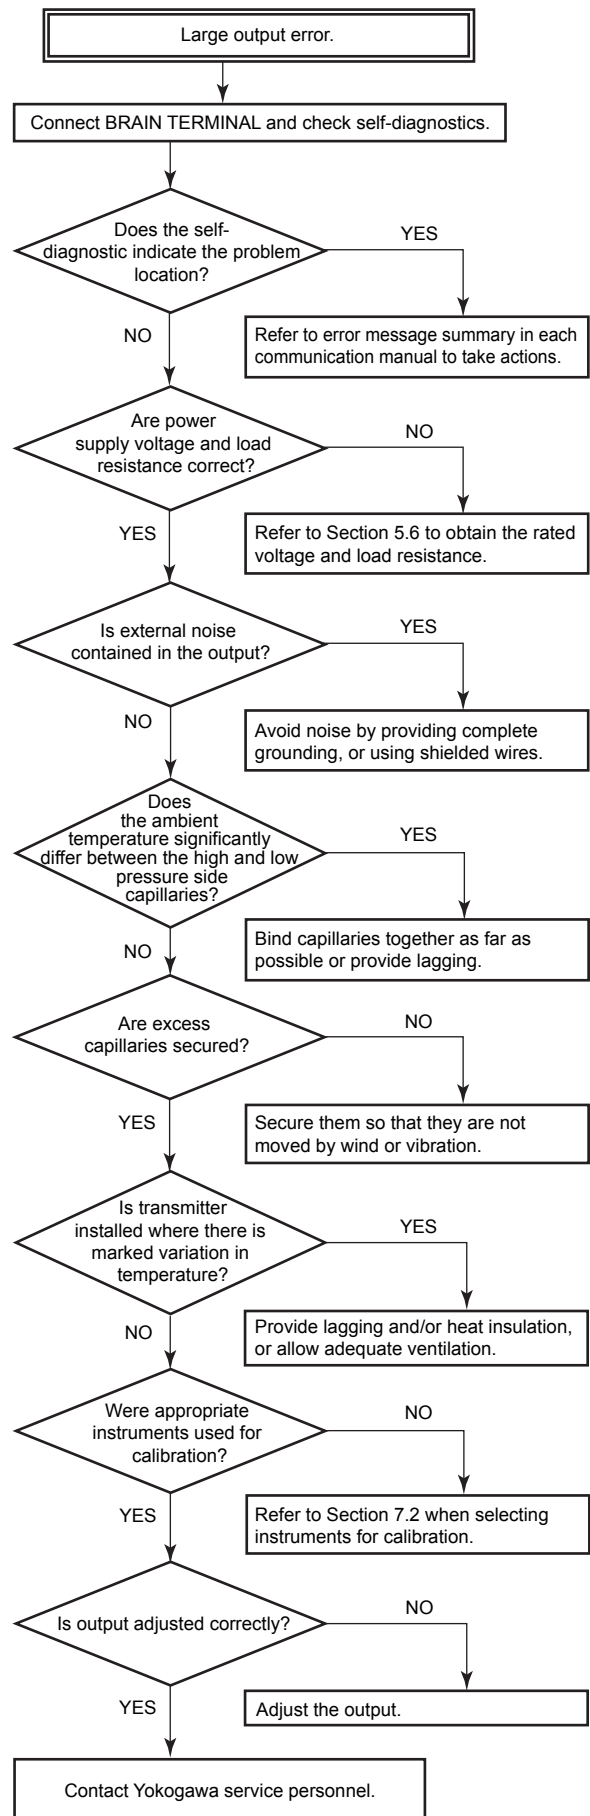 Large output error.
Connect BRAIN TERMINAL and check self-diagnostics.
Does the self-
diagnostic indicate the problem
location?
YES
NO
Refer to error message summary in each
communication manual to take actions.
Are power
supply voltage and load
resistance correct?
NO
YES
Refer to Section 5.6 to obtain the rated
voltage and load resistance.
Is external noise
contained in the output?
YES
NO
Avoid noise by providing complete
grounding, or using shielded wires.
Does
the ambient
temperature significantly
differ between the high and low
pressure side
capillaries?
YES
NO
Bind capillaries together as far as
possible or provide lagging.
Are excess
capillaries secured?
NO
YES
Secure them so that they are not
moved by wind or vibration.
Is transmitter
installed where there is
marked variation in
temperature?
YES
NO
Provide lagging and/or heat insulation,
or allow adequate ventilation.
Were appropriate
instruments used for
calibration?
NO
YES
Refer to Section 7.2 when selecting
instruments for calibration.
Is output adjusted correctly?
NO
YES
Adjust the output.
Contact Yokogawa service personnel.